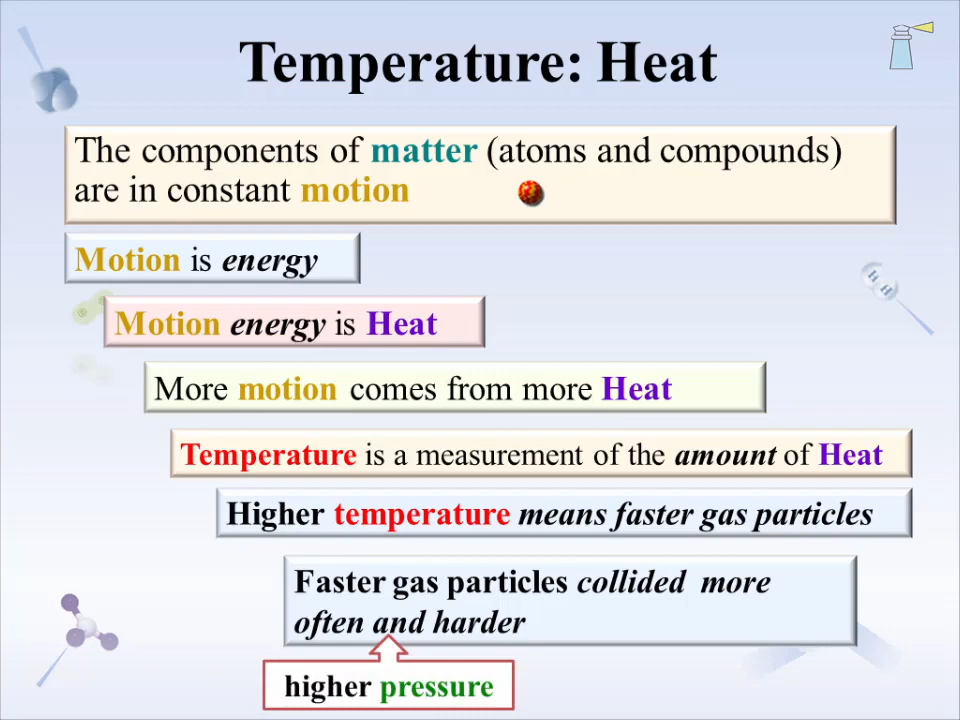 Temperature: Heat
The components of matter (atoms and compounds)
are in constant motion
Motion is energy
H H
Motion energy is Heat
More motion comes from more Heat
Temperature is a measurement of the amount of Heat
Higher temperature means faster gas particles
Faster gas particles collided more
often and harder
higher pressure